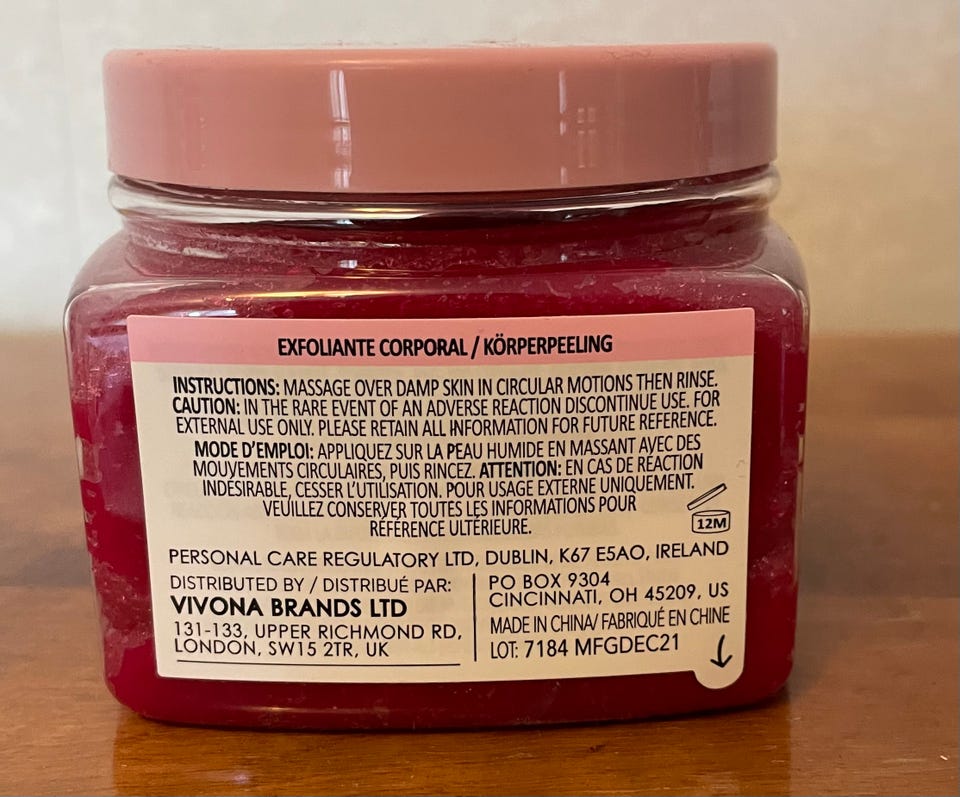 EXFOLIANTE CORPORAL / KÖRPERPEELING
INSTRUCTIONS: MASSAGE OVER DAMP SKIN IN CIRCULAR MOTIONS THEN RINSE.
CAUTION: IN THE RARE EVENT OF AN ADVERSE REACTION DISCONTINUE USE. FOR
EXTERNAL USE ONLY. PLEASE RETAIN ALL INFORMATION FOR FUTURE REFERENCE.
MODE D'EMPLOI: APPLIQUEZ SUR LA PEAU HUMIDE EN MASSANT AVEC DES
MOUVEMENTS CIRCULAIRES, PUIS RINCEZ. ATTENTION: EN CAS DE RÉACTION
INDÉSIRABLE, CESSER L'UTILISATION. POUR USAGE EXTERNE UNIQUEMENT.
VEUILLEZ CONSERVER TOUTES LES INFORMATIONS POUR
RÉFÉRENCE ULTÉRIEURE.
12M
PERSONAL CARE REGULATORY LTD, DUBLIN, K67 E5AO, IRELAND
DISTRIBUTED BY / DISTRIBUÉ PAR:
VIVONA BRANDS LTD
131-133, UPPER RICHMOND RD,
LONDON, SW15 2TR, UK
PO BOX 9304
CINCINNATI, OH 45209, US
MADE IN CHINA/ FABRIQUÉ EN CHINE
LOT: 7184 MFGDEC21